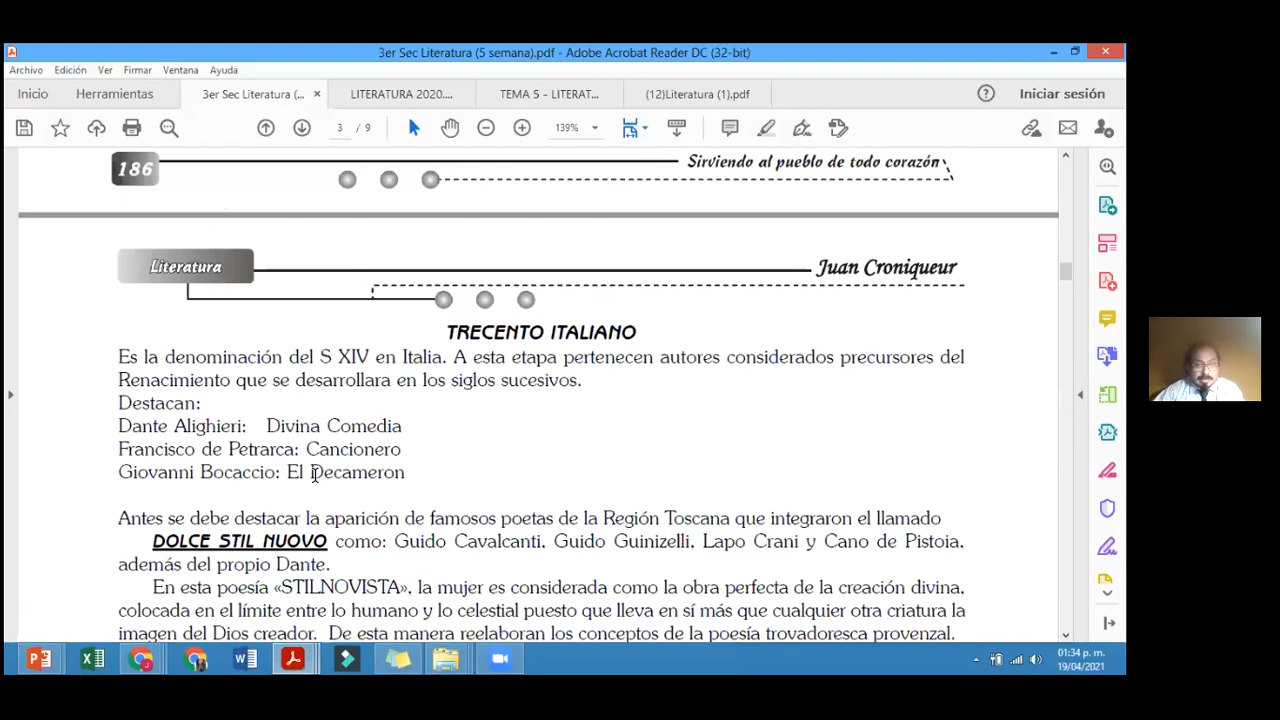 3er Sec Literatura (5 semana).pdf - Adobe Acrobat Reader DC (32-bit)
Archivo Edición Ver Firmar Ventana Ayuda
Inicio Herramientas 3er Sec Literatura (... × LITERATURA 2020.... TEMA 5 - LITERAT... (12)Literatura (1).pdf Iniciar sesión
3 / 9 139%
186 Sirviendo al pueblo de todo corazón
Literatura Juan Croniqueur
TRECENTO ITALIANO
Es la denominación del S XIV en Italia. A esta etapa pertenecen autores considerados precursores del
Renacimiento que se desarrollara en los siglos sucesivos.
Destacan:
Dante Alighieri: Divina Comedia
Francisco de Petrarca: Cancionero
Giovanni Bocaccio: El Decameron
Antes se debe destacar la aparición de famosos poetas de la Región Toscana que integraron el llamado
DOLCE STIL NUOVO como: Guido Cavalcanti, Guido Guinizelli, Lapo Crani y Cano de Pistoia,
además del propio Dante.
En esta poesía «STILNOVISTA», la mujer es considerada como la obra perfecta de la creación divina,
colocada en el límite entre lo humano y lo celestial puesto que lleva en sí más que cualquier otra criatura la
imagen del Dios creador. De esta manera reelaboran los conceptos de la poesía trovadoresca provenzal.
01:34 p. m.
19/04/2021